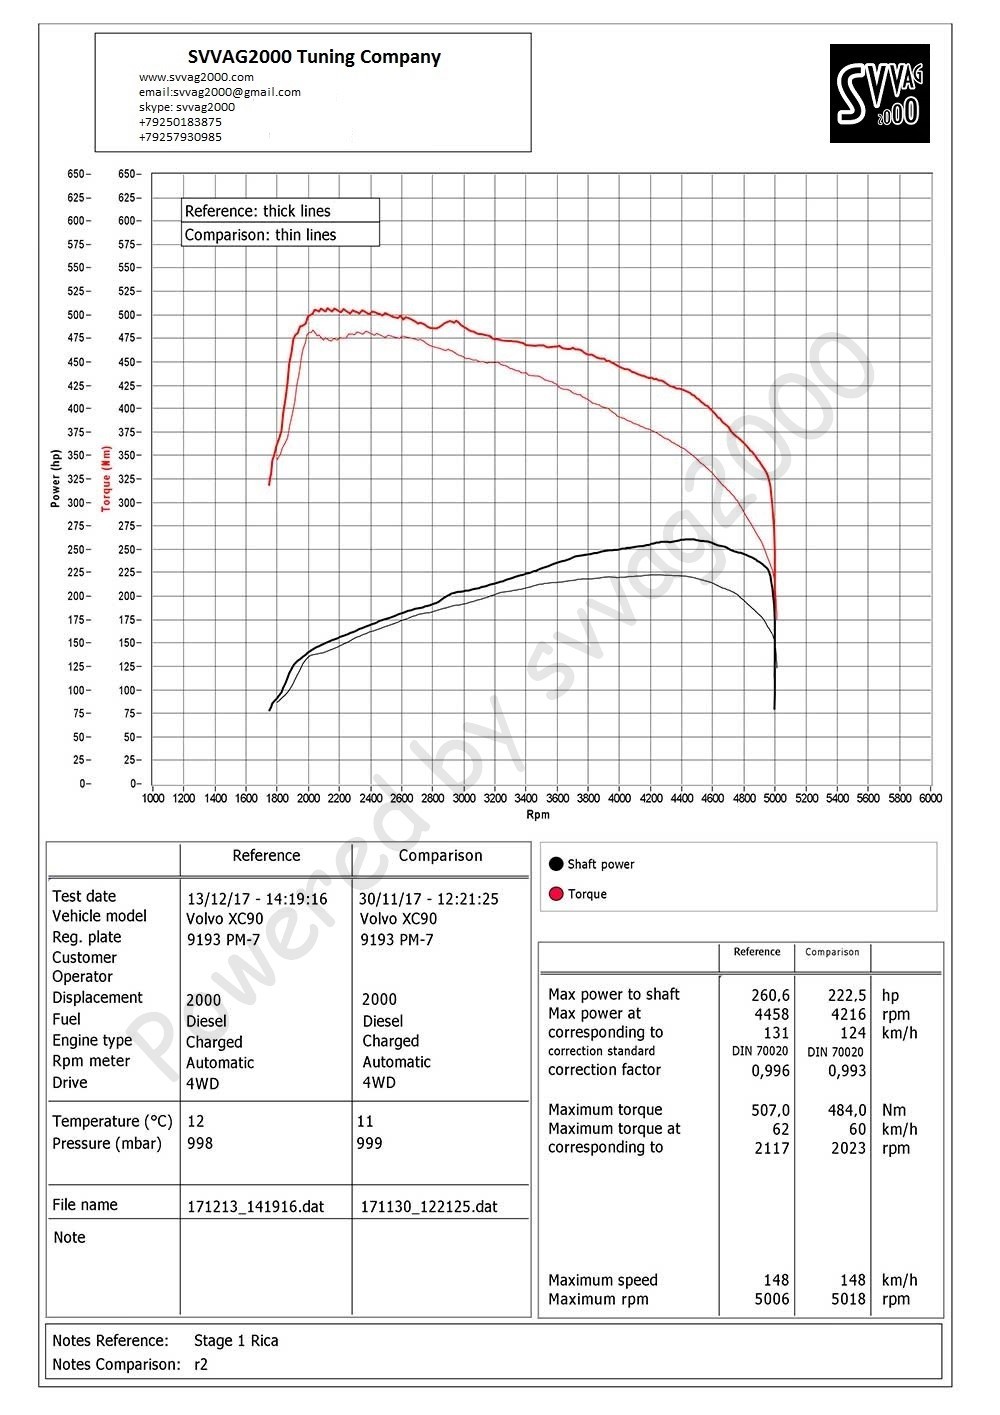 SVVAG2000 Tuning Company
www.svvag2000.com
email:svvag2000@gmail.com
skype: svvag2000
+79250183875
+79257930985
SVVAG
2000
Reference: thick lines
Comparison: thin lines
650 650
625 625
600 600
575 575
550 550
525 525
500 500
475 475
450 450
425 425
400 400
375 375
350 350
325 325
300 300
275 275
250 250
225 225
200 200
175 175
150 150
125 125
100 100
75 75
50 50
25 25
0 0
Power (hp)
Torque (Nm)
1000 1200 1400 1600 1800 2000 2200 2400 2600 2800 3000 3200 3400 3600 3800 4000 4200 4400 4600 4800 5000 5200 5400 5600 5800 6000
Rpm
Powered by svvag2000
Reference Comparison
Test date 13/12/17 - 14:19:16 30/11/17 - 12:21:25
Vehicle model Volvo XC90 Volvo XC90
Reg. plate 9193 PM-7 9193 PM-7
Customer
Operator
Displacement 2000 2000
Fuel Diesel Diesel
Engine type Charged Charged
Rpm meter Automatic Automatic
Drive 4WD 4WD
Temperature (°C) 12 11
Pressure (mbar) 998 999
File name 171213_141916.dat 171130_122125.dat
Note
Shaft power
Torque
Reference Comparison
Max power to shaft 260,6 222,5 hp
Max power at 4458 4216 rpm
corresponding to 131 124 km/h
correction standard DIN 70020 DIN 70020
correction factor 0,996 0,993
Maximum torque 507,0 484,0 Nm
Maximum torque at 62 60 km/h
corresponding to 2117 2023 rpm
Maximum speed 148 148 km/h
Maximum rpm 5006 5018 rpm
Notes Reference: Stage 1 Rica
Notes Comparison: r2